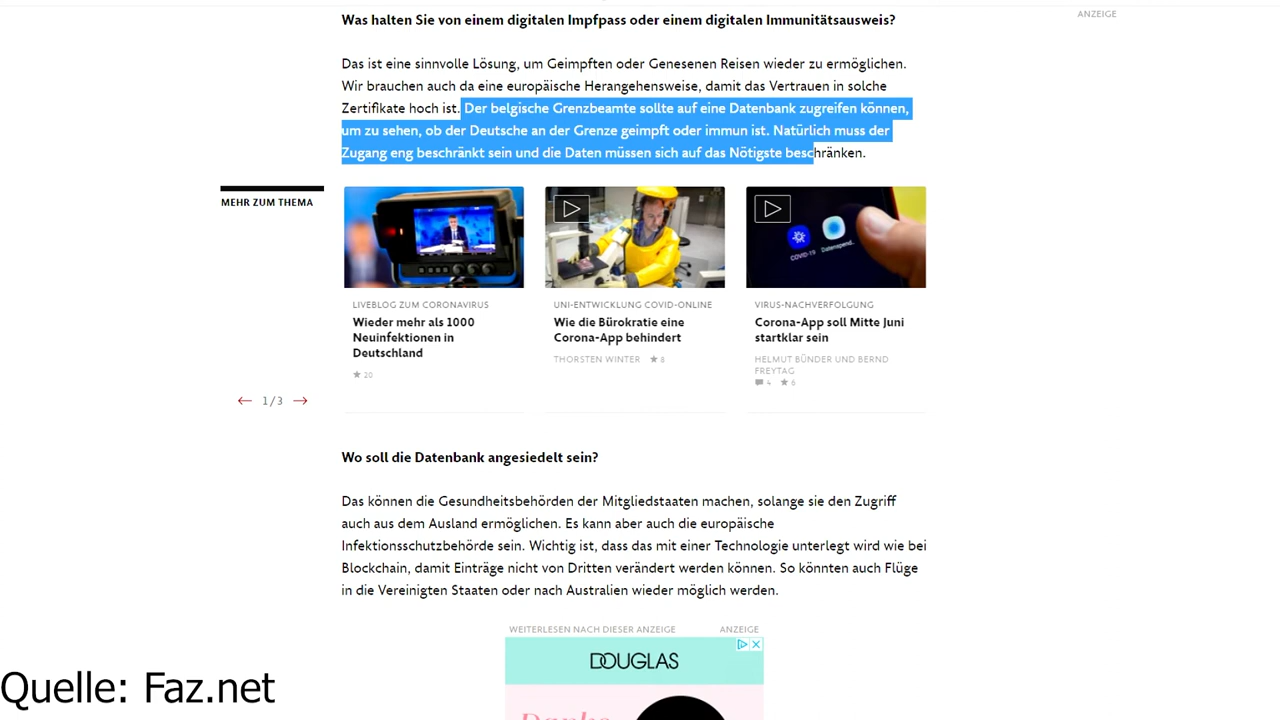 Was halten Sie von einem digitalen Impfpass oder einem digitalen Immunitätsausweis?
ANZEIGE
Das ist eine sinnvolle Lösung, um Geimpften oder Genesenen Reisen wieder zu ermöglichen.
Wir brauchen auch da eine europäische Herangehensweise, damit das Vertrauen in solche
Zertifikate hoch ist. Der belgische Grenzbeamte sollte auf eine Datenbank zugreifen können,
um zu sehen, ob der Deutsche an der Grenze geimpft oder immun ist. Natürlich muss der
Zugang eng beschränkt sein und die Daten müssen sich auf das Nötigste beschränken.
MEHR ZUM THEMA
COVID-19
Datenspend..
LIVEBLOG ZUM CORONAVIRUS
Wieder mehr als 1000
Neuinfektionen in
Deutschland
20
UNI-ENTWICKLUNG COVID-ONLINE
Wie die Bürokratie eine
Corona-App behindert
THORSTEN WINTER 8
VIRUS-NACHVERFOLGUNG
Corona-App soll Mitte Juni
startklar sein
HELMUT BÜNDER UND BERND
FREYTAG
4 6
1/3
Wo soll die Datenbank angesiedelt sein?
Das können die Gesundheitsbehörden der Mitgliedstaaten machen, solange sie den Zugriff
auch aus dem Ausland ermöglichen. Es kann aber auch die europäische
Infektionsschutzbehörde sein. Wichtig ist, dass das mit einer Technologie unterlegt wird wie bei
Blockchain, damit Einträge nicht von Dritten verändert werden können. So könnten auch Flüge
in die Vereinigten Staaten oder nach Australien wieder möglich werden.
WEITERLESEN NACH DIESER ANZEIGE ANZEIGE
DOUGLAS
Danke
Quelle: Faz.net